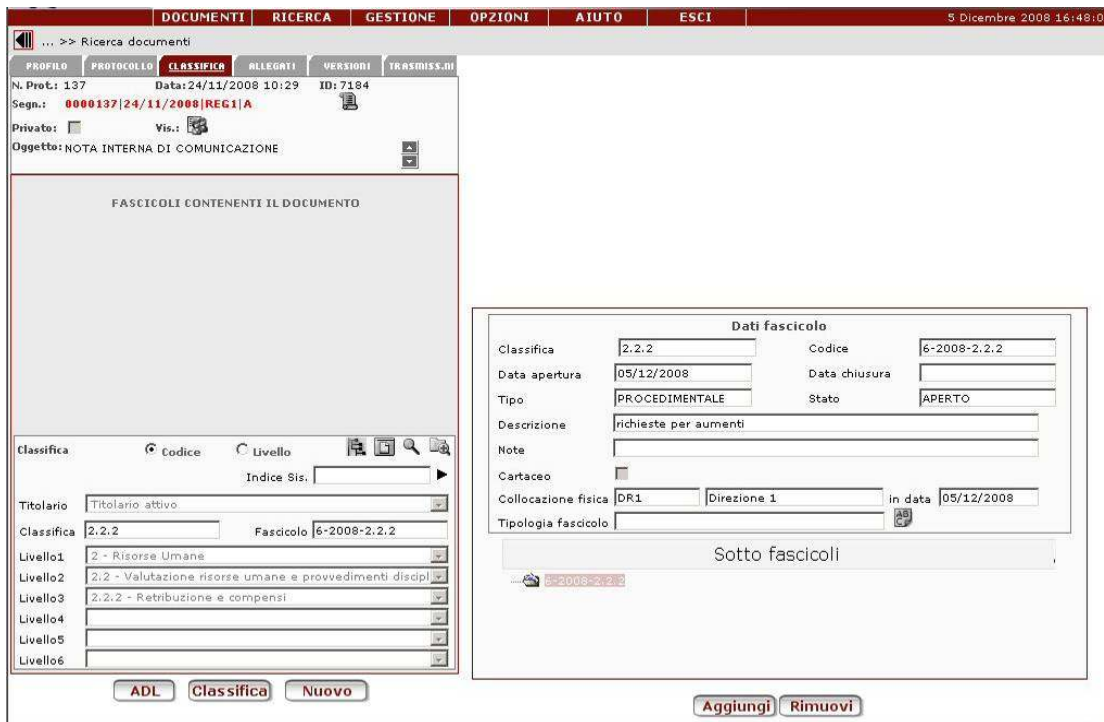 DOCUMENTI RICERCA GESTIONE OPZIONI AIUTO ESCI 5 Dicembre 2008 16:48:0
... >> Ricerca documenti
PROFILO PROTOCOLLO CLASSIFICA ALLEGATI VERSIONI TRASMISS.NI
N. Prot.: 137 Data:24/11/2008 10:29 ID: 7184
Segn.: 0000137|24/11/2008|REG1|A
Privato: Vis.:
Oggetto: NOTA INTERNA DI COMUNICAZIONE
FASCICOLI CONTENENTI IL DOCUMENTO
Classifica Codice Livello
Indice Sis.
Titolario Titolario attivo
Classifica 2.2.2 Fascicolo 6-2008-2.2.2
Livello1 2 - Risorse Umane
Livello2 2.2 - Valutazione risorse umane e provvedimenti discipl
Livello3 2.2.2 - Retribuzione e compensi
Livello4
Livello5
Livello6
ADL Classifica Nuovo
Dati fascicolo
Classifica 2.2.2 Codice 6-2008-2.2.2
Data apertura 05/12/2008 Data chiusura
Tipo PROCEDIMENTALE Stato APERTO
Descrizione richieste per aumenti
Note
Cartaceo
Collocazione fisica DR1 Direzione 1 in data 05/12/2008
Tipologia fascicolo
Sotto fascicoli
6-2008-2.2.2
Aggiungi Rimuovi